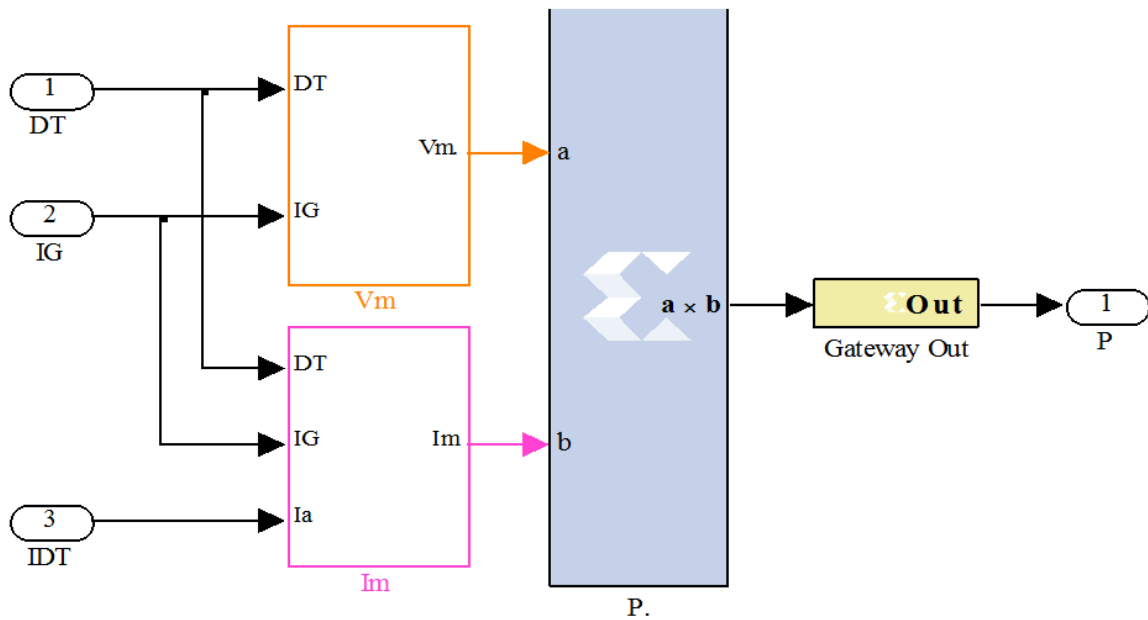 1
DT
2
IG
3
IDT
DT
Vm.
IG
Vm
DT
IG
Im
Ia
Im
a
a × b
b
P.
Out
Gateway Out
1
P